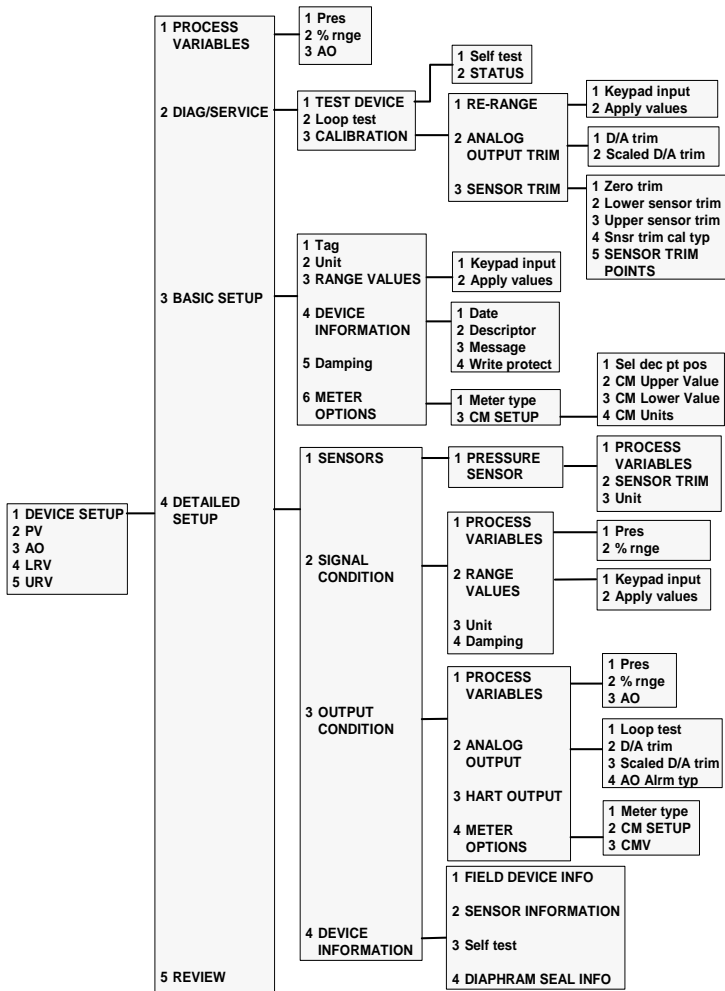 1 DEVICE SETUP
2 PV
3 AO
4 LRV
5 URV
1 PROCESS
VARIABLES
2 DIAG/SERVICE
3 BASIC SETUP
4 DETAILED
SETUP
5 REVIEW
1 Pres
2 % rnge
3 AO
1 TEST DEVICE
2 Loop test
3 CALIBRATION
1 Self test
2 STATUS
1 RE-RANGE
2 ANALOG
OUTPUT TRIM
3 SENSOR TRIM
1 Keypad input
2 Apply values
1 D/A trim
2 Scaled D/A trim
1 Zero trim
2 Lower sensor trim
3 Upper sensor trim
4 Snsr trim cal typ
5 SENSOR TRIM
POINTS
1 Tag
2 Unit
3 RANGE VALUES
4 DEVICE
INFORMATION
5 Damping
6 METER
OPTIONS
1 Keypad input
2 Apply values
1 Date
2 Descriptor
3 Message
4 Write protect
1 Meter type
3 CM SETUP
1 Sel dec pt pos
2 CM Upper Value
3 CM Lower Value
4 CM Units
1 SENSORS
2 SIGNAL
CONDITION
3 OUTPUT
CONDITION
4 DEVICE
INFORMATION
1 PRESSURE
SENSOR
1 PROCESS
VARIABLES
2 SENSOR TRIM
3 Unit
1 PROCESS
VARIABLES
2 RANGE
VALUES
3 Unit
4 Damping
1 Pres
2 % rnge
1 Keypad input
2 Apply values
1 PROCESS
VARIABLES
2 ANALOG
OUTPUT
3 HART OUTPUT
4 METER
OPTIONS
1 Pres
2 % rnge
3 AO
1 Loop test
2 D/A trim
3 Scaled D/A trim
4 AO Alrm typ
1 Meter type
2 CM SETUP
3 CMV
1 FIELD DEVICE INFO
2 SENSOR INFORMATION
3 Self test
4 DIAPHRAM SEAL INFO